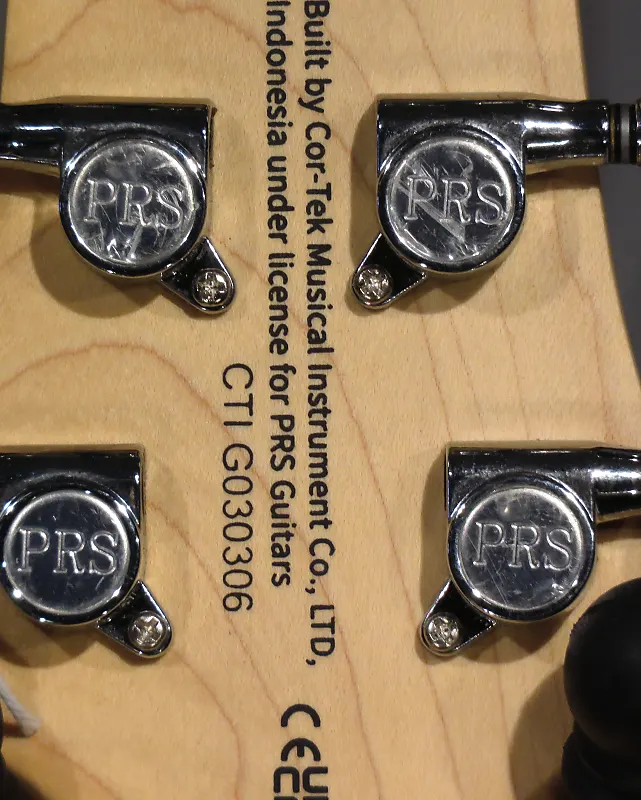 Built by Cor-Tek Musical Instrument Co., LTD,
Indonesia under license for PRS Guitars
CTI G030306
PRS
PRS
PRS
PRS
CE